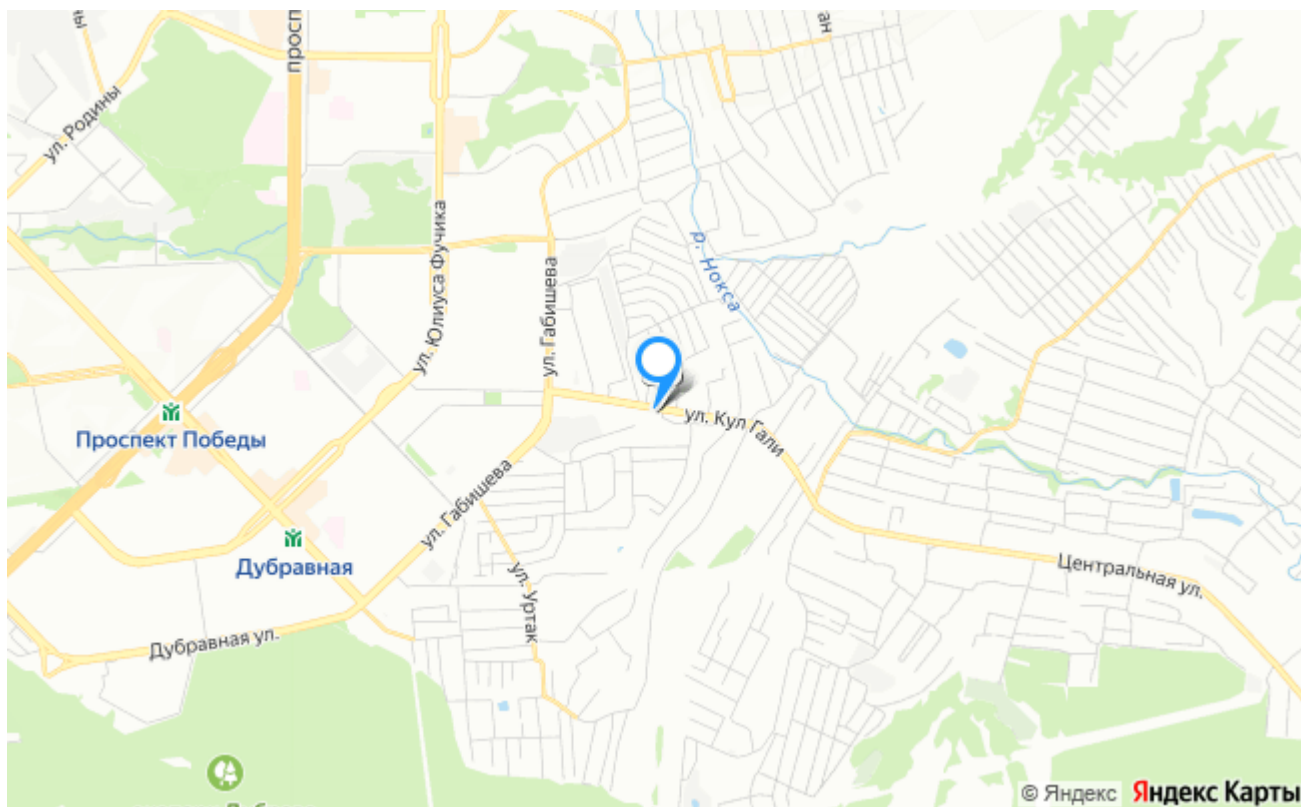 просп
ул. Родины
ул. Юлиуса Фучика
ул. Габишева
р. Нокса
Проспект Победы
ул. Кул Гали
ул. Габишева
Дубравная
ул. Уртак
Центральная ул.
Дубравная ул.
© Яндекс Яндекс Карты